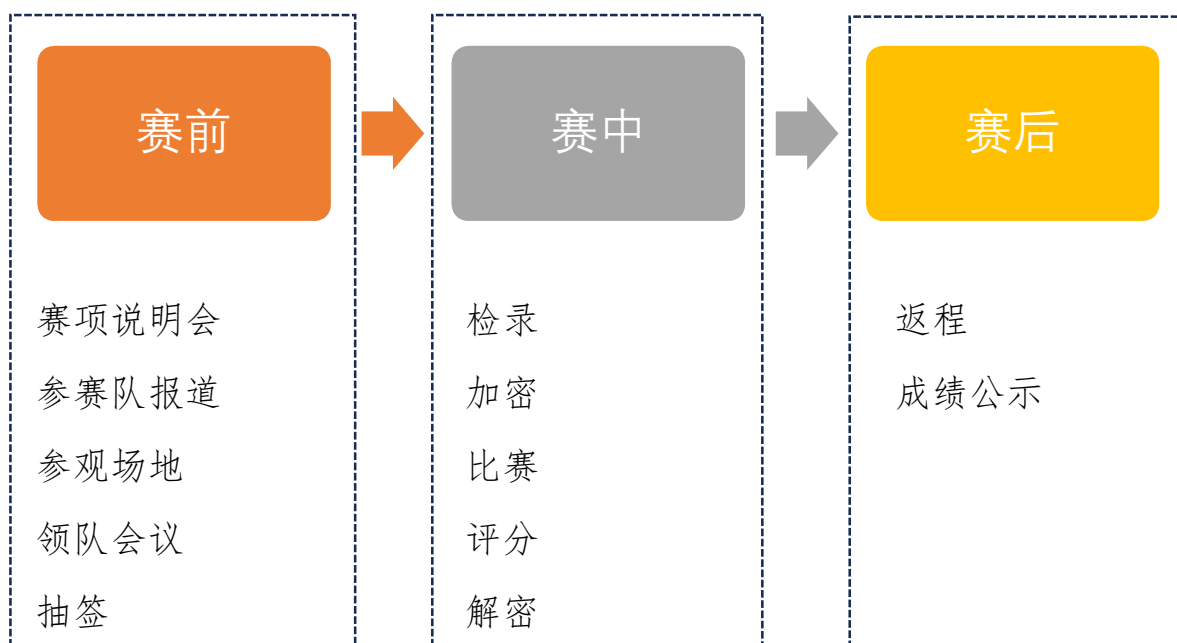 赛前
赛项说明会
参赛队报道
参观场地
领队会议
抽签
赛中
检录
加密
比赛
评分
解密
赛后
返程
成绩公示